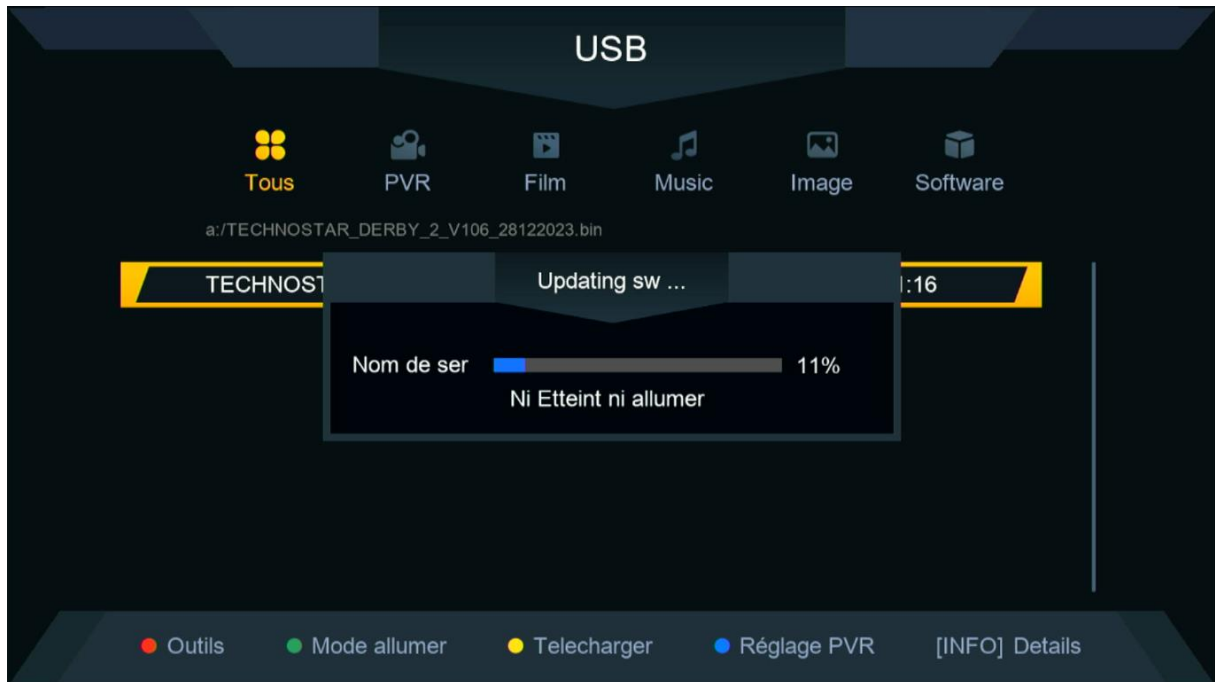 USB
Tous PVR Film Music Image Software
a:/TECHNOSTAR_DERBY_2_V106_28122023.bin
TECHNOST :16
Updating sw ...
Nom de ser 11%
Ni Etteint ni allumer
Outils Mode allumer Telecharger Réglage PVR [INFO] Details